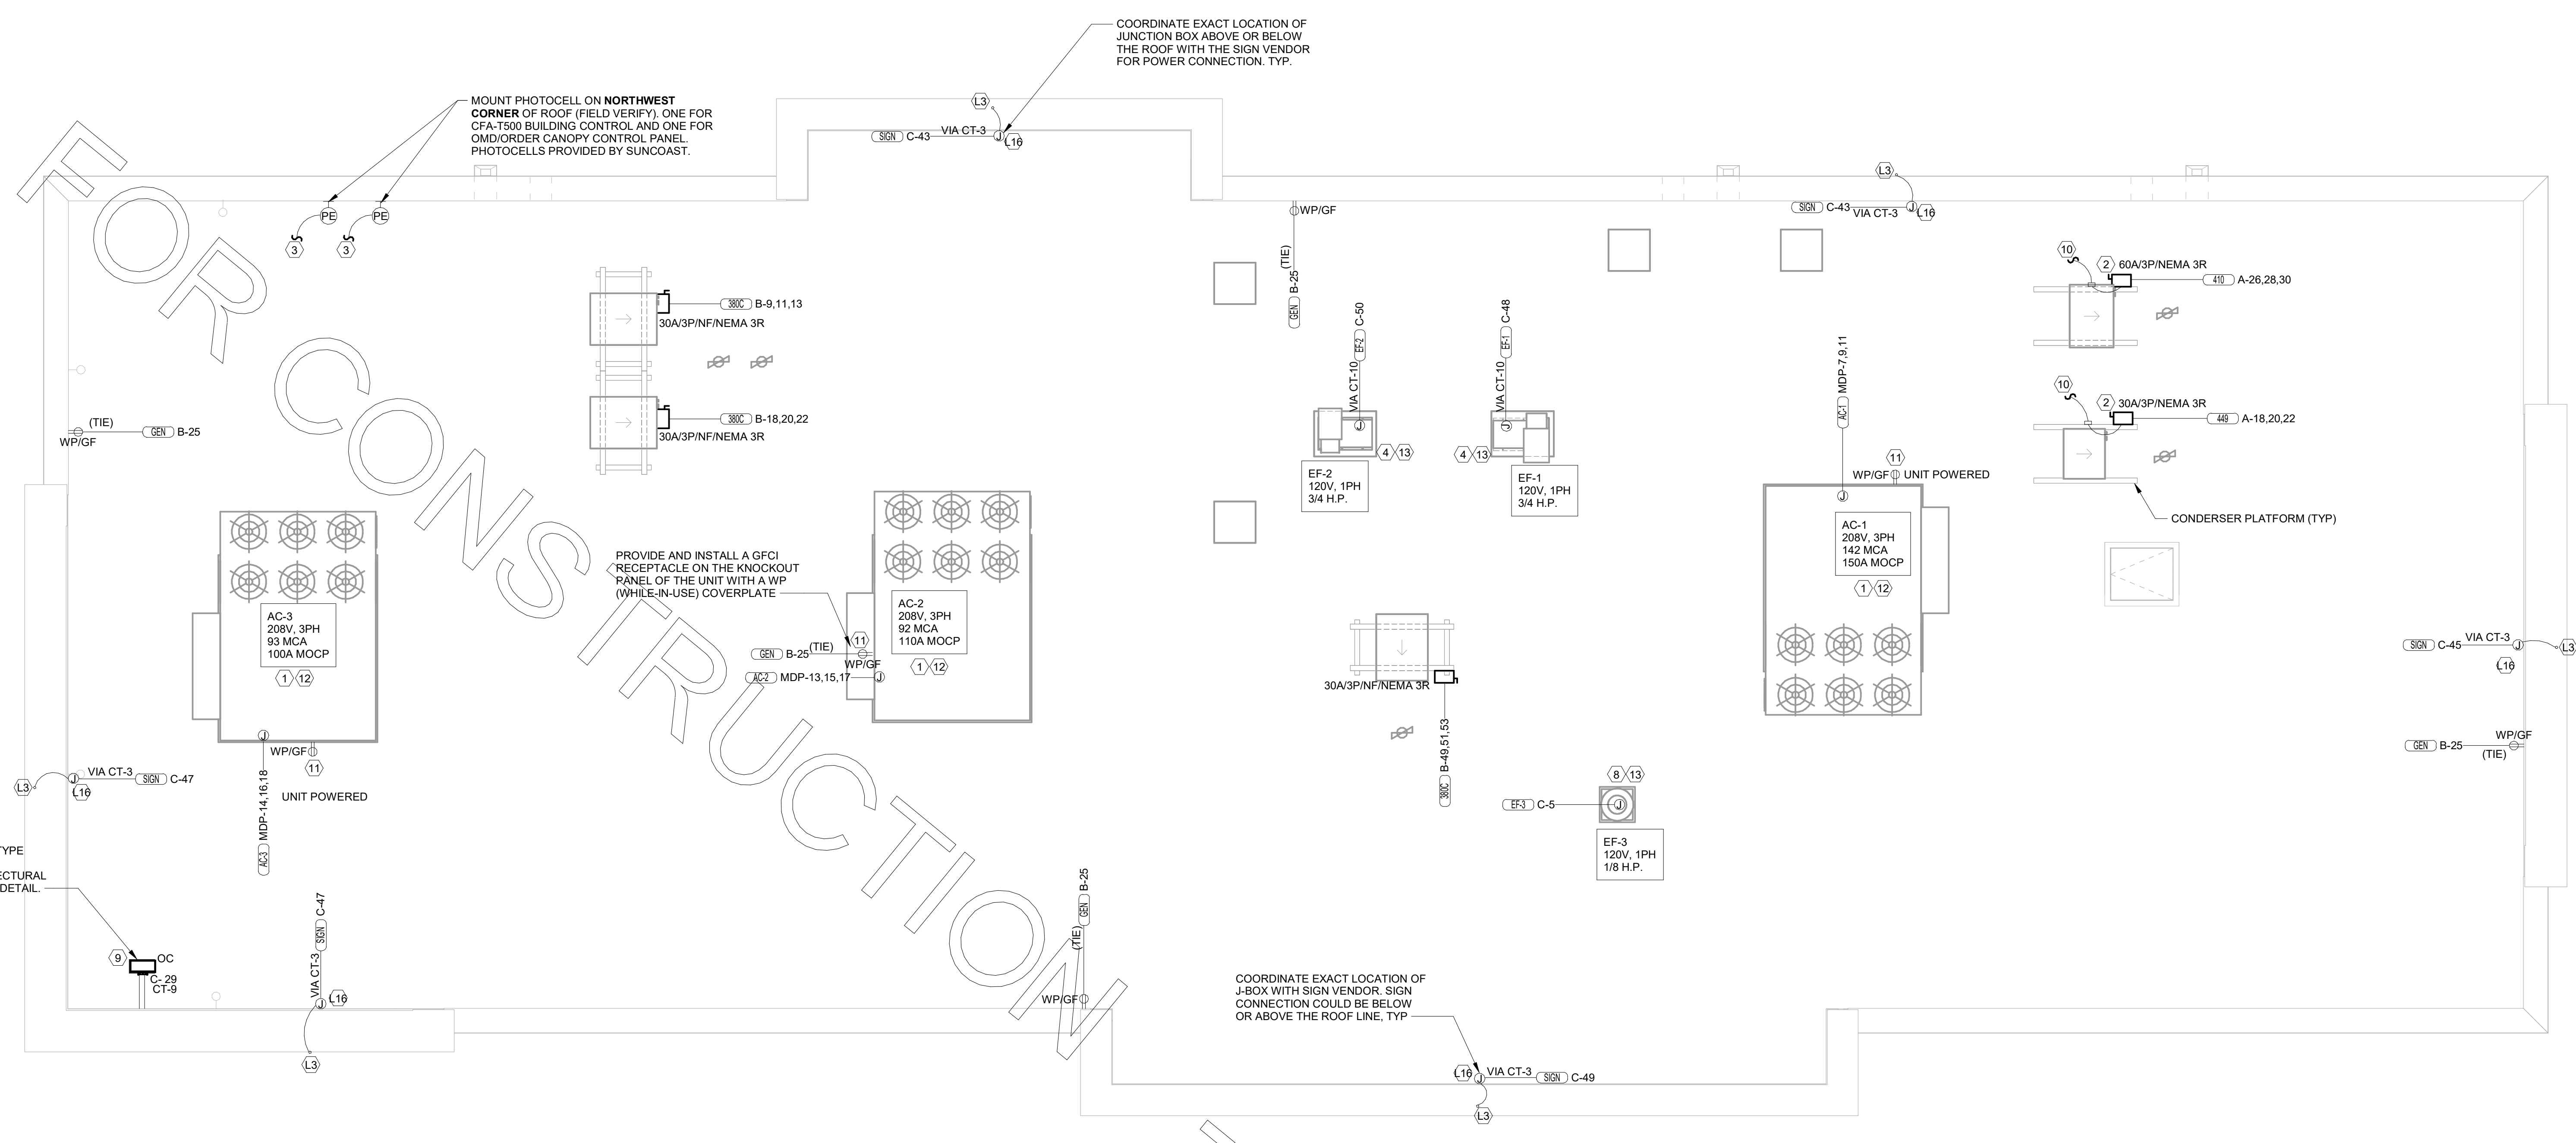 COORDINATE EXACT LOCATION OF
JUNCTION BOX ABOVE OR BELOW
THE ROOF WITH THE SIGN VENDOR
FOR POWER CONNECTION. TYP.
MOUNT PHOTOCELL ON NORTHWEST
CORNER OF ROOF (FIELD VERIFY). ONE FOR
CFA-T500 BUILDING CONTROL AND ONE FOR
OMD/ORDER CANOPY CONTROL PANEL.
PHOTOCELLS PROVIDED BY SUNCOAST.
L3
SIGN C-43 VIA CT-3 J L16
L3
SIGN C-43 VIA CT-3 J L16
PE PE
3 3
WP/GF
(TIE)
GEN B-25
380C B-9,11,13
30A/3P/NF/NEMA 3R
380C B-18,20,22
30A/3P/NF/NEMA 3R
10
2 60A/3P/NEMA 3R
410 A-26,28,30
10
2 30A/3P/NEMA 3R
449 A-18,20,22
CONDERSER PLATFORM (TYP)
(TIE)
WP/GF
GEN B-25
VIA CT-10 EF-2 C-50
J
4 13
EF-2
120V, 1PH
3/4 H.P.
VIA CT-10 EF-1 C-48
J
4 13
EF-1
120V, 1PH
3/4 H.P.
AC-1 MDP-7,9,11
J
11
WP/GF UNIT POWERED
AC-1
208V, 3PH
142 MCA
150A MOCP
1 12
PROVIDE AND INSTALL A GFCI
RECEPTACLE ON THE KNOCKOUT
PANEL OF THE UNIT WITH A WP
(WHILE-IN-USE) COVERPLATE
AC-3
208V, 3PH
93 MCA
100A MOCP
1 12
AC-2
208V, 3PH
92 MCA
110A MOCP
1 12
11
GEN B-25 (TIE)
WP/GF
AC-2 MDP-13,15,17 J
J
WP/GF
11
UNIT POWERED
AC-3 MDP-14,16,18
L3 J VIA CT-3 SIGN C-47
L16
30A/3P/NF/NEMA 3R
380C B-49,51,53
8 13
EF-3 C-5 J
EF-3
120V, 1PH
1/8 H.P.
SIGN C-45 VIA CT-3 J L3
L16
GEN B-25 WP/GF
(TIE)
TYPE
ECTURAL
DETAIL.
9 OC
C- 29
CT-9
VIA CT-3 SIGN C-47
J L16
L3
(TIE) GEN B-25
WP/GF
COORDINATE EXACT LOCATION OF
J-BOX WITH SIGN VENDOR. SIGN
CONNECTION COULD BE BELOW
OR ABOVE THE ROOF LINE, TYP
L16 J VIA CT-3 SIGN C-49
L3
FOR CONSTRUCTION